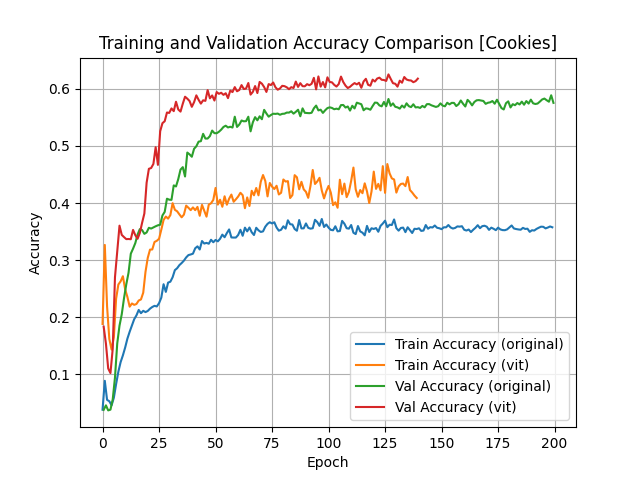 Training and Validation Accuracy Comparison [Cookies]
Accuracy
0.6
0.5
0.4
0.3
0.2
0.1
Train Accuracy (original)
Train Accuracy (vit)
Val Accuracy (original)
Val Accuracy (vit)
0 25 50 75 100 125 150 175 200
Epoch